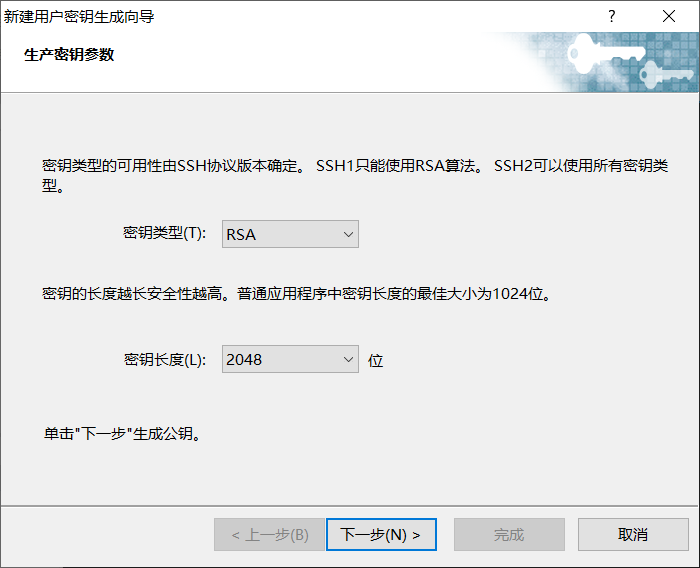 新建用户密钥生成向导
?
生产密钥参数
密钥类型的可用性由SSH协议版本确定。 SSH1只能使用RSA算法。 SSH2可以使用所有密钥类
型。
密钥类型(T): RSA
密钥的长度越长安全性越高。普通应用程序中密钥长度的最佳大小为1024位。
密钥长度(L): 2048 位
单击"下一步"生成公钥。
< 上一步(B) 下一步(N) > 完成 取消